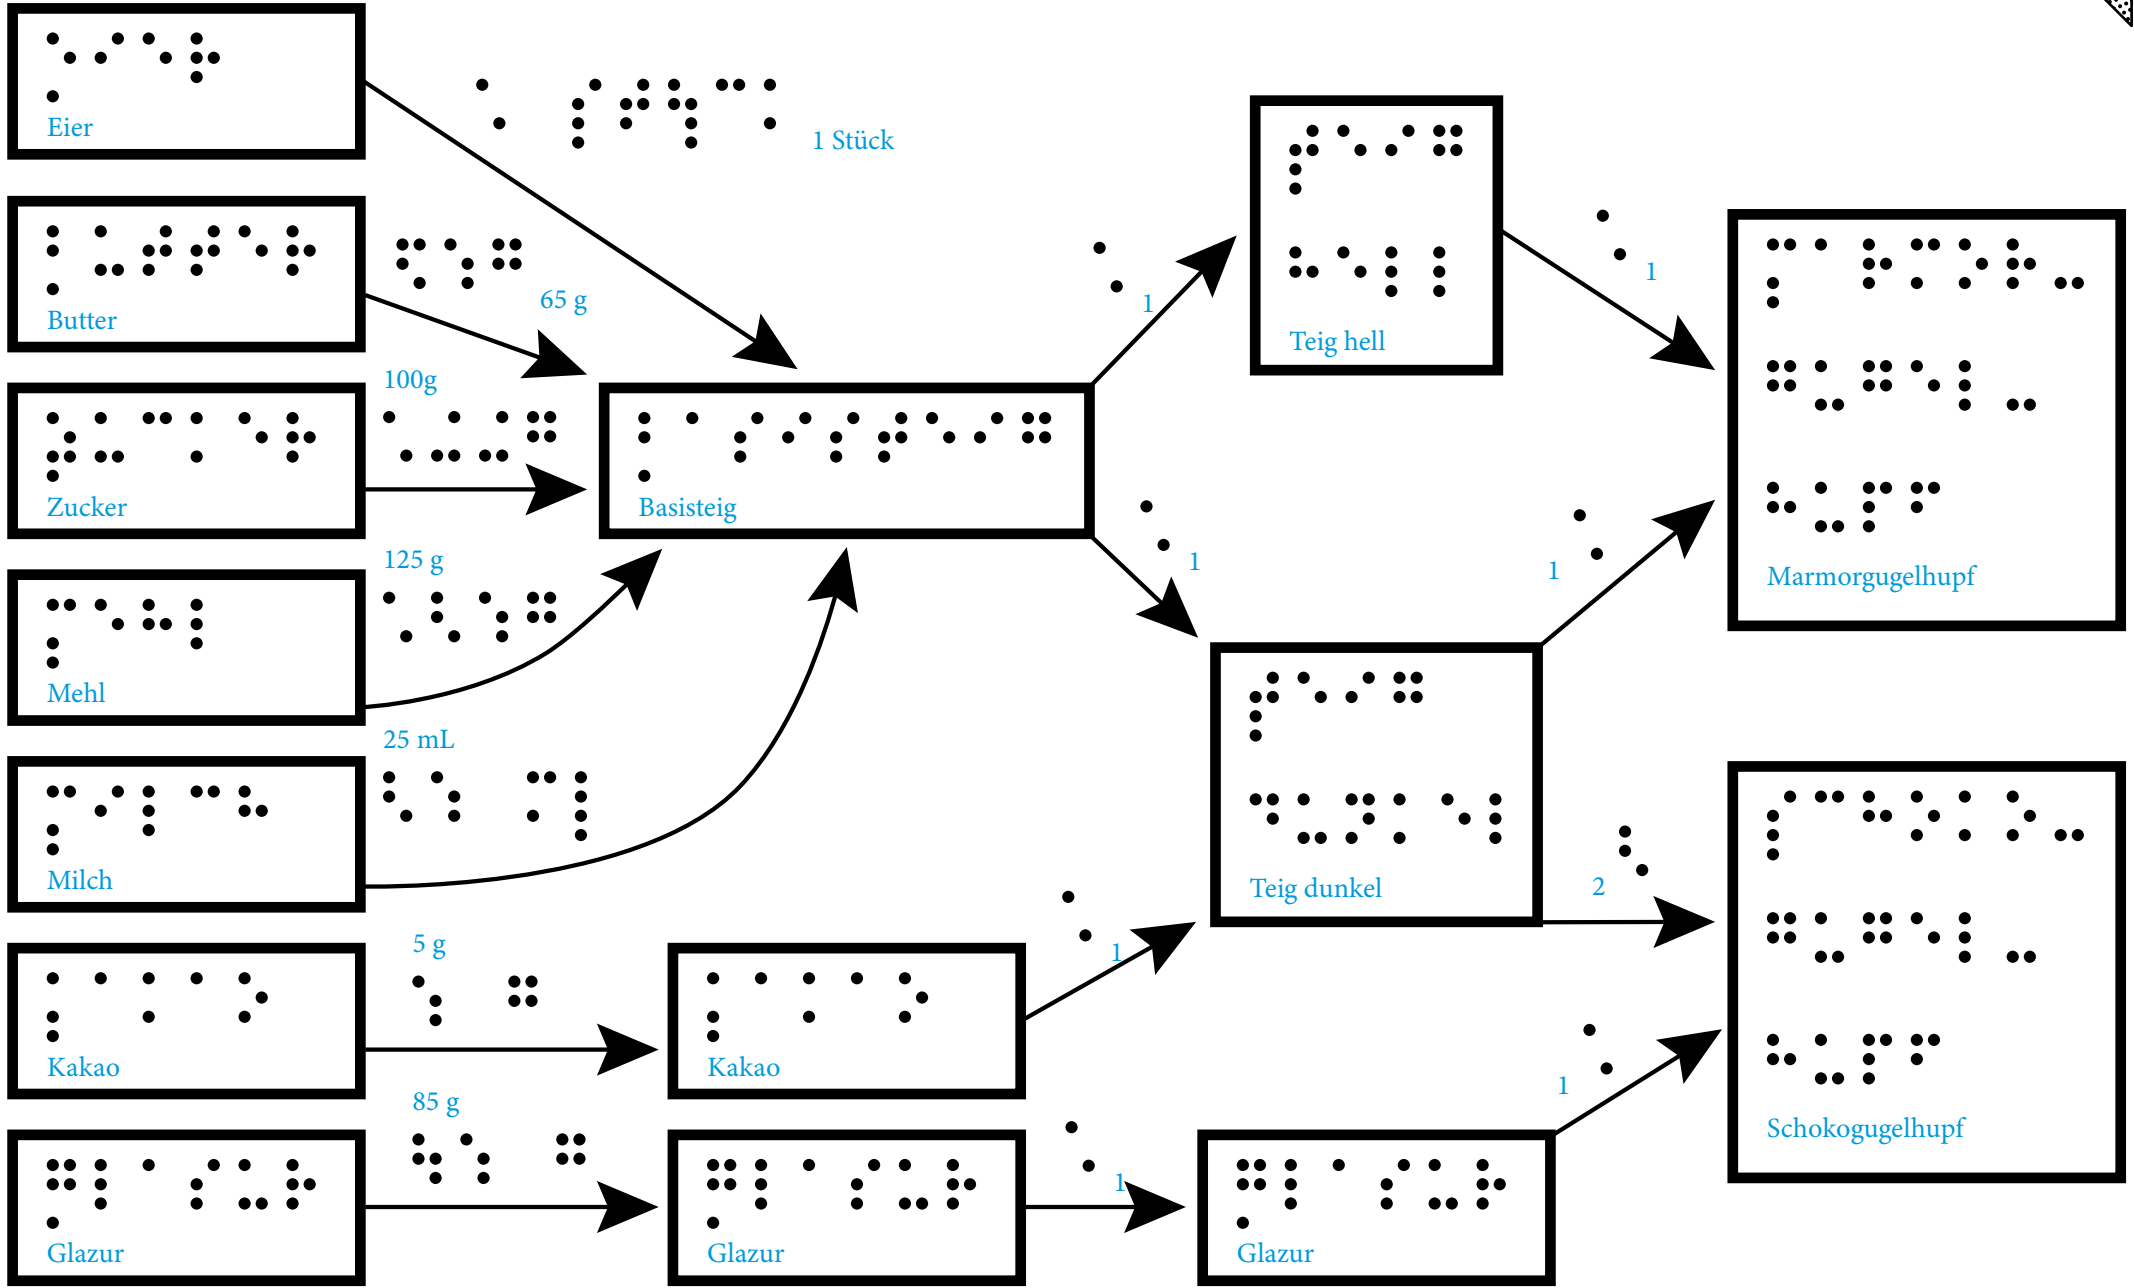 Eier
1 Stück
Butter
65 g
Zucker
100g
Mehl
125 g
Milch
25 mL
Kakao
5 g
Glazur
85 g
Basisteig
Kakao
1
Glazur
1
1
Teig hell
1
1
Teig dunkel
1
2
Glazur
1
Marmorgugelhupf
Schokogugelhupf